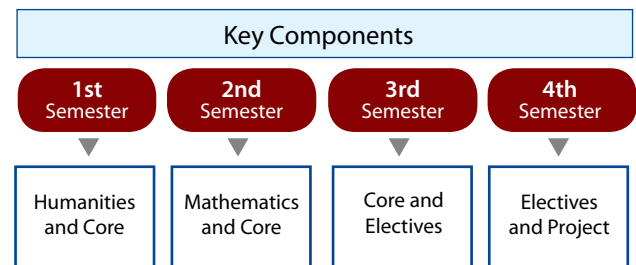 Key Components
1st
Semester
2nd
Semester
3rd
Semester
4th
Semester
Humanities
and Core
Mathematics
and Core
Core and
Electives
Electives
and Project